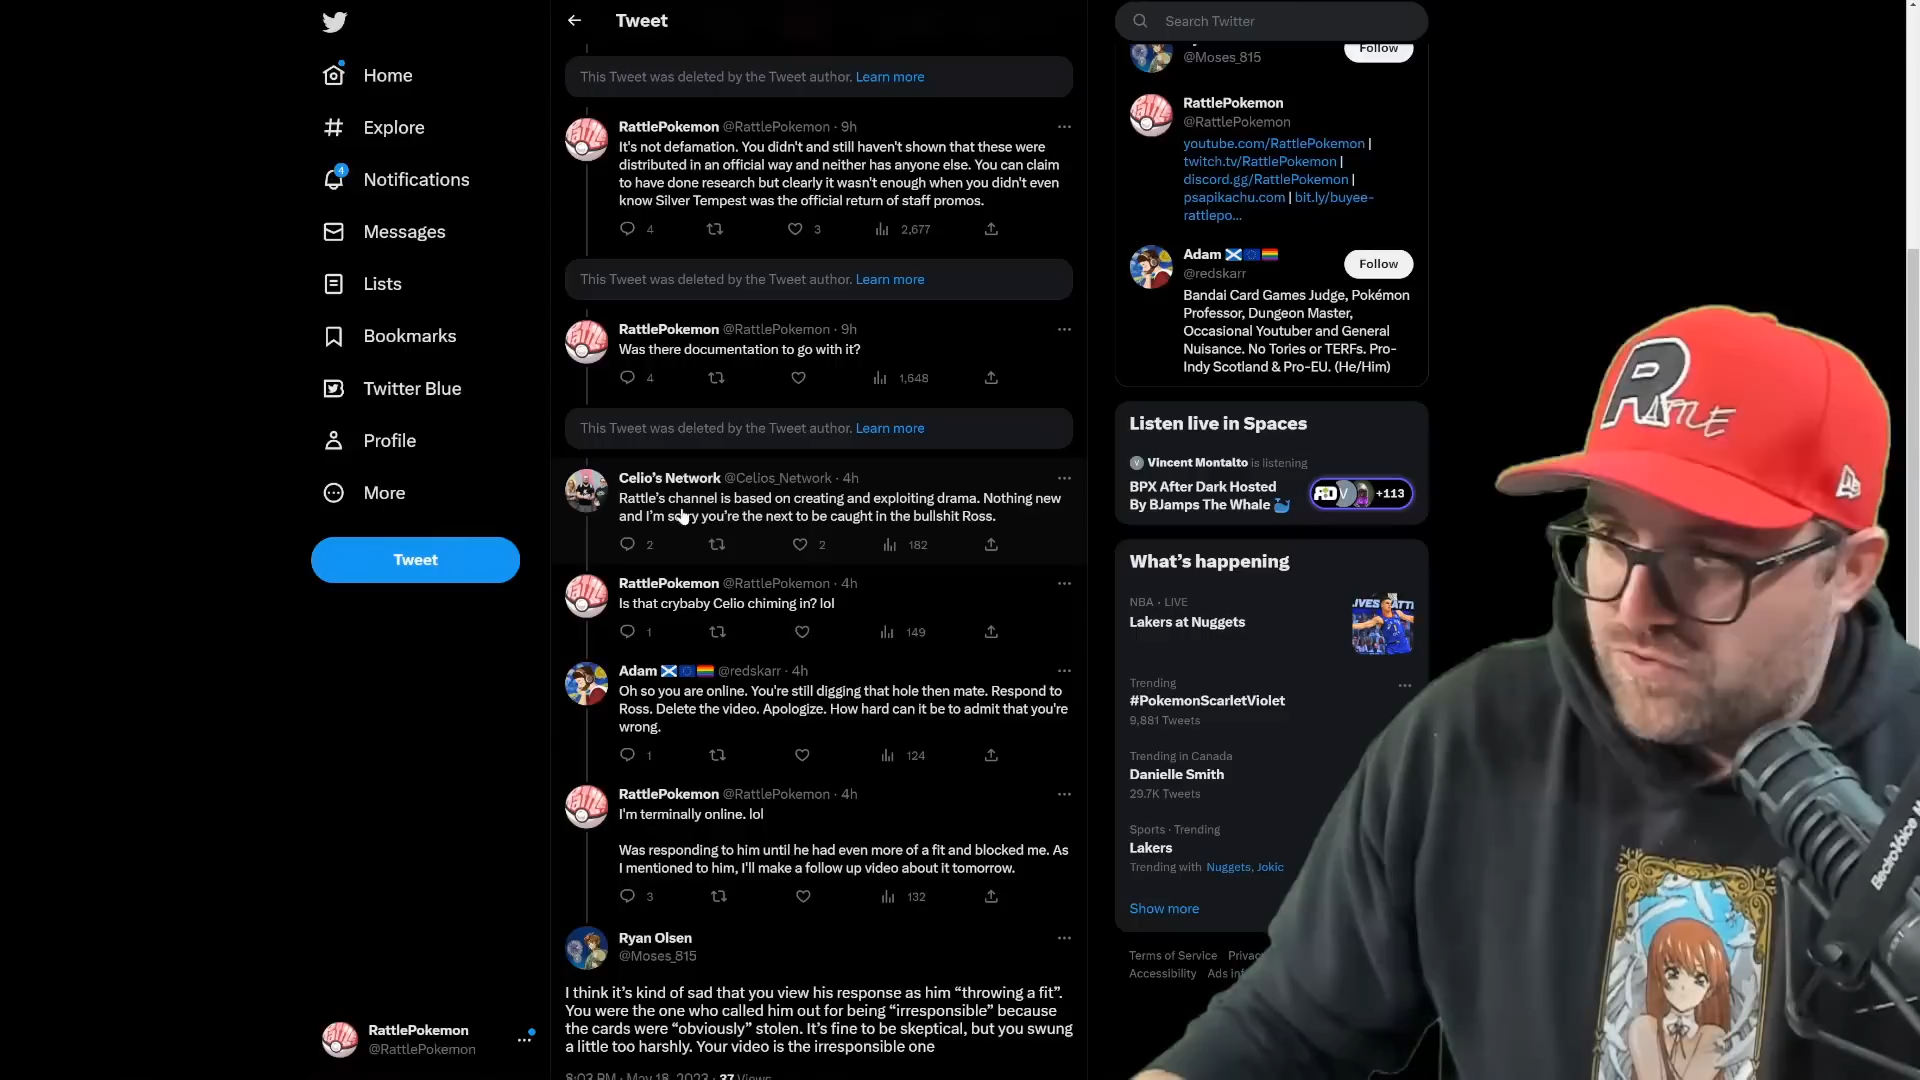 Home
Explore
4
Notifications
Messages
Lists
Bookmarks
Twitter Blue
Profile
More
Tweet
RattlePokemon
@RattlePokemon
Tweet
This Tweet was deleted by the Tweet author. Learn more
RattlePokemon @RattlePokemon · 9h
It's not defamation. You didn't and still haven't shown that these were
distributed in an official way and neither has anyone else. You can claim
to have done research but clearly it wasn't enough when you didn't even
know Silver Tempest was the official return of staff promos.
4 3 2,677
This Tweet was deleted by the Tweet author. Learn more
RattlePokemon @RattlePokemon · 9h
Was there documentation to go with it?
4 1,648
This Tweet was deleted by the Tweet author. Learn more
Celio's Network @Celios_Network · 4h
Rattle's channel is based on creating and exploiting drama. Nothing new
and I'm sorry you're the next to be caught in the bullshit Ross.
2 2 182
RattlePokemon @RattlePokemon · 4h
Is that crybaby Celio chiming in? lol
1 149
Adam @redskarr · 4h
Oh so you are online. You're still digging that hole then mate. Respond to
Ross. Delete the video. Apologize. How hard can it be to admit that you're
wrong.
1 124
RattlePokemon @RattlePokemon · 4h
I'm terminally online. lol
Was responding to him until he had even more of a fit and blocked me. As
I mentioned to him, I'll make a follow up video about it tomorrow.
3 132
Ryan Olsen
@Moses_815
I think it's kind of sad that you view his response as him “throwing a fit”.
You were the one who called him out for being “irresponsible” because
the cards were “obviously” stolen. It's fine to be skeptical, but you swung
a little too harshly. Your video is the irresponsible one
8:03 PM · May 18, 2023 · 37 Views
Search Twitter
@Moses_815
Follow
RattlePokemon
@RattlePokemon
youtube.com/RattlePokemon |
twitch.tv/RattlePokemon |
discord.gg/RattlePokemon |
psapikachu.com | bit.ly/buyee-
rattlepo...
Adam
@redskarr
Follow
Bandai Card Games Judge, Pokémon
Professor, Dungeon Master,
Occasional Youtuber and General
Nuisance. No Tories or TERFs. Pro-
Indy Scotland & Pro-EU. (He/Him)
Listen live in Spaces
V Vincent Montalto is listening
BPX After Dark Hosted
By BJamps The Whale
V +113
What's happening
NBA · LIVE
Lakers at Nuggets
Trending
#PokemonScarletViolet
9,881 Tweets
Trending in Canada
Danielle Smith
29.7K Tweets
Sports · Trending
Lakers
Trending with Nuggets, Jokic
Show more
Terms of Service
Accessibility
RATTLE